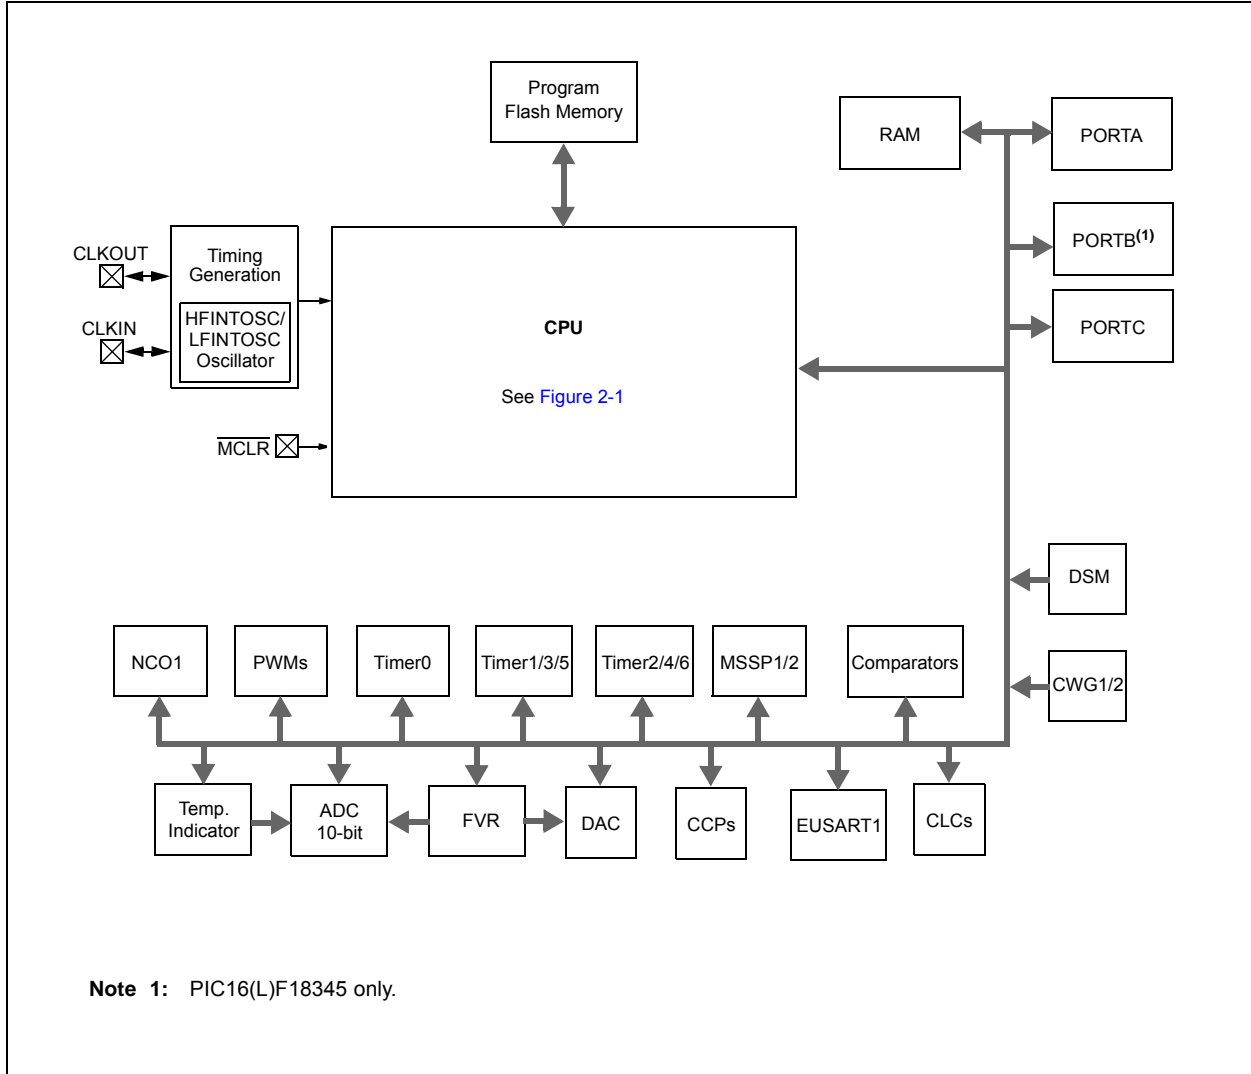 Program
Flash Memory
RAM
PORTA
CLKOUT
Timing
Generation
PORTB(1)
CLKIN
HFINTOSC/
LFINTOSC
Oscillator
CPU
PORTC
See Figure 2-1
MCLR
DSM
NCO1
PWMs
Timer0
Timer1/3/5
Timer2/4/6
MSSP1/2
Comparators
CWG1/2
Temp.
Indicator
ADC
10-bit
FVR
DAC
CCPs
EUSART1
CLCs
Note 1: PIC16(L)F18345 only.